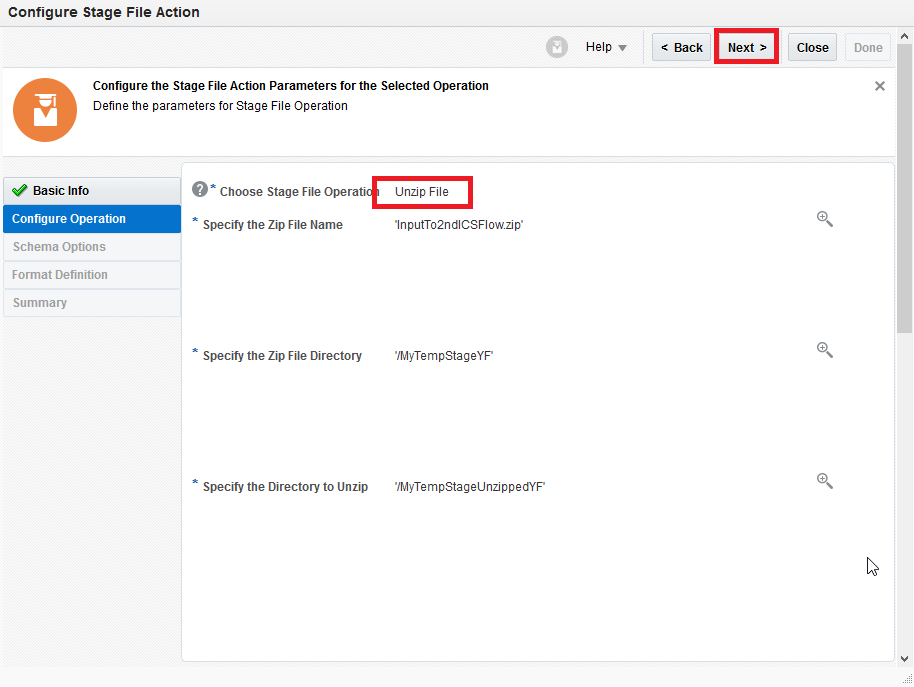 Configure Stage File Action
Help
< Back
Next >
Close
Done
Configure the Stage File Action Parameters for the Selected Operation
Define the parameters for Stage File Operation
Basic Info
Configure Operation
Schema Options
Format Definition
Summary
? * Choose Stage File Operation Unzip File
* Specify the Zip File Name 'InputTo2ndICSFlow.zip'
* Specify the Zip File Directory '/MyTempStageYF'
* Specify the Directory to Unzip '/MyTempStageUnzippedYF'